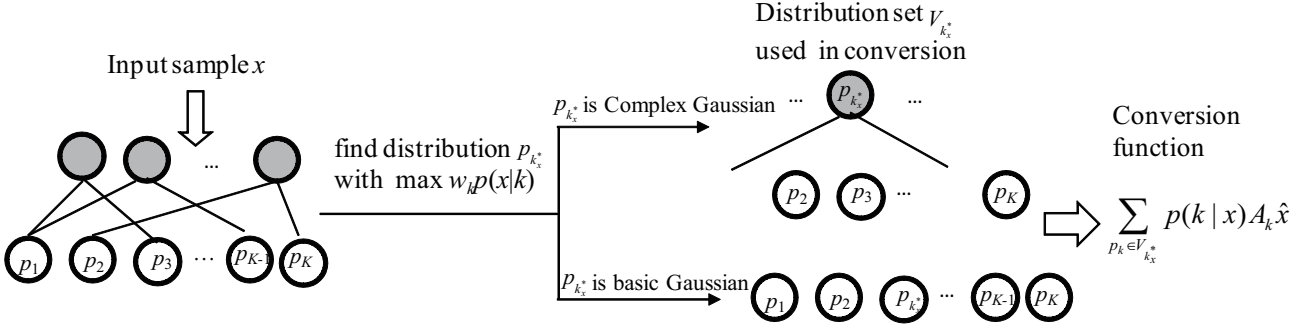 Input sample x
...
p_1 p_2 p_3 ... p_{K-1} p_K
find distribution p_{k_x^*}
with max w_k p(x|k)
p_{k_x^*} is Complex Gaussian
p_{k_x^*} is basic Gaussian
Distribution set V_{k_x^*}
used in conversion
... p_{k_x^*} ...
p_2 p_3 ... p_K
p_1 p_2 p_{k_x^*} ... p_{K-1} p_K
Conversion
function
∑_{p_k ∈ V_{k_x^*}} p(k | x) A_k x̂